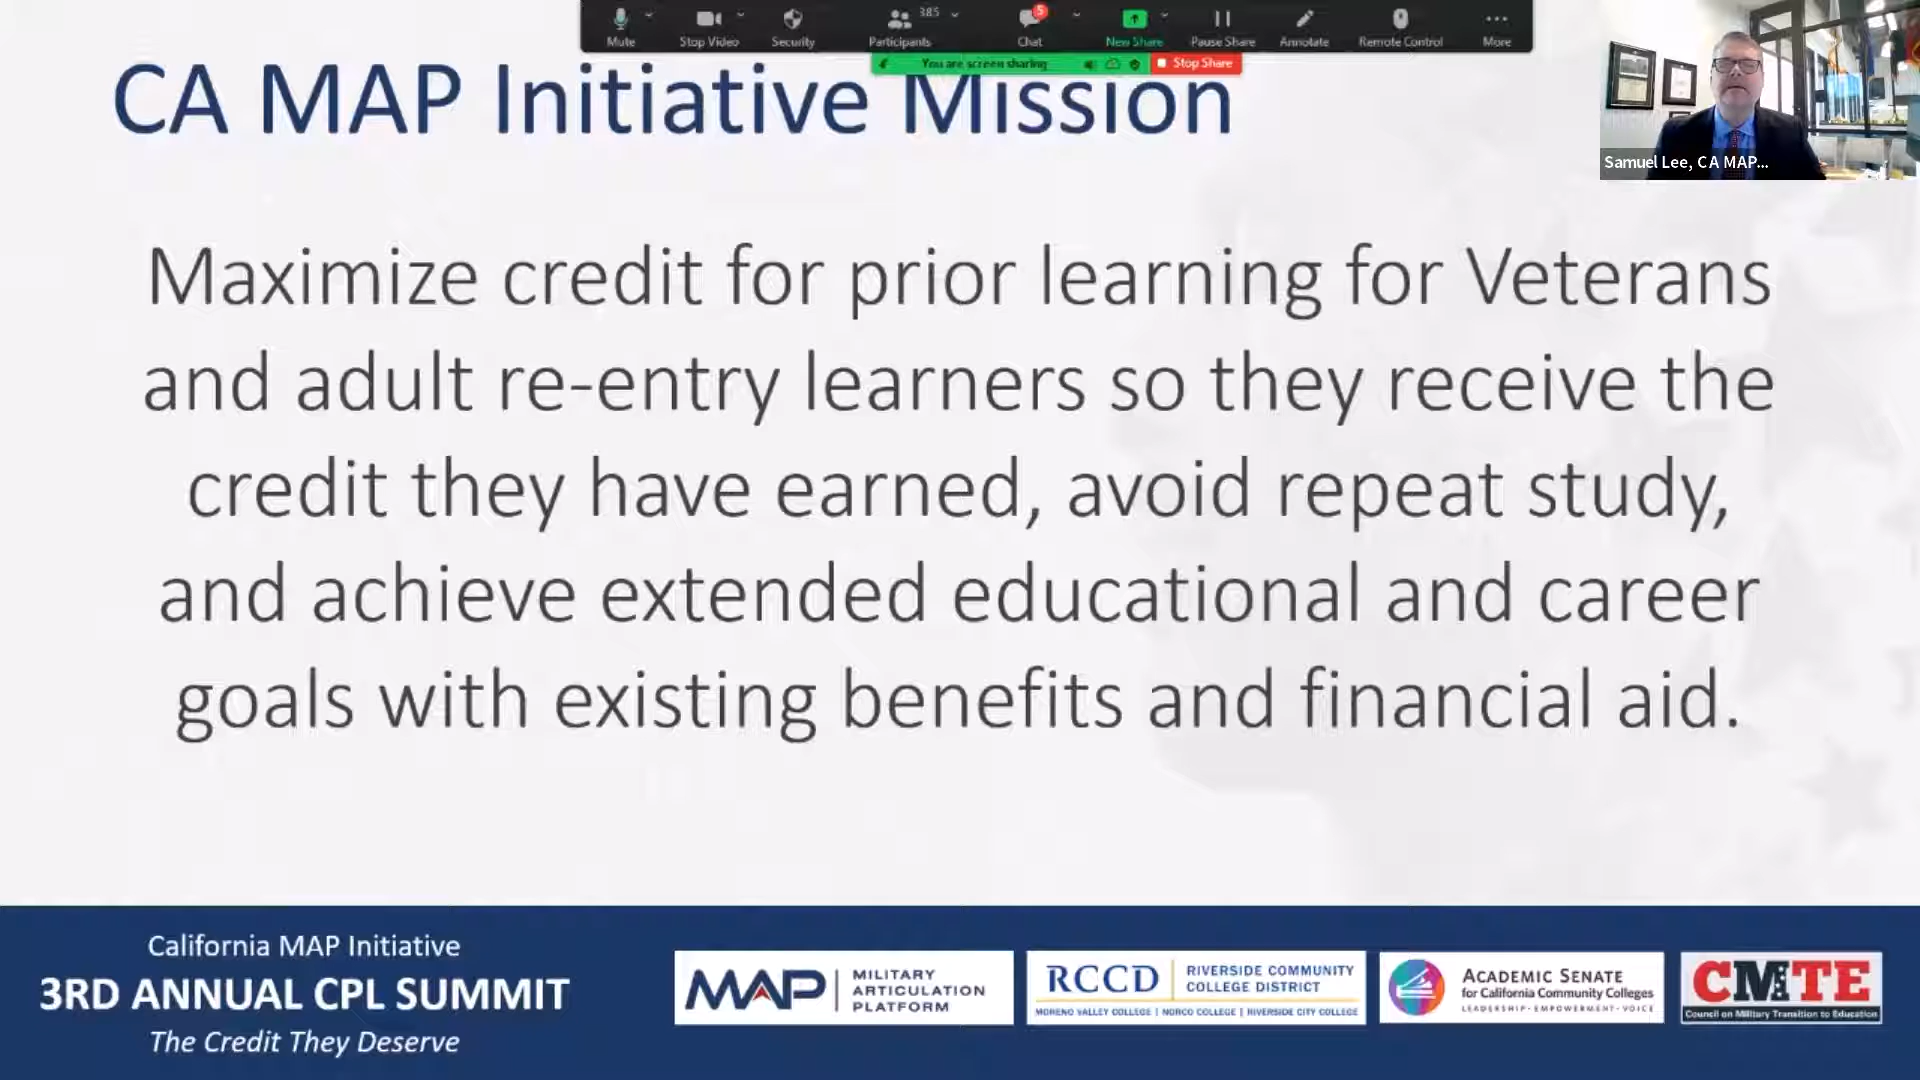 Mute
Stop Video
Security
Participants
385
Chat
5
New Share
Pause Share
Annotate
Remote Control
More
You are screen sharing
Stop Share
CA MAP Initiative Mission
Samuel Lee, CA MAP...
Maximize credit for prior learning for Veterans
and adult re-entry learners so they receive the
credit they have earned, avoid repeat study,
and achieve extended educational and career
goals with existing benefits and financial aid.
California MAP Initiative
3RD ANNUAL CPL SUMMIT
The Credit They Deserve
MAP
MILITARY
ARTICULATION
PLATFORM
RCCD
RIVERSIDE COMMUNITY
COLLEGE DISTRICT
MORENO VALLEY COLLEGE | NORCO COLLEGE | RIVERSIDE CITY COLLEGE
ACADEMIC SENATE
for California Community Colleges
LEADERSHIP • EMPOWERMENT • VOICE
CMTE
Council on Military Transition to Education